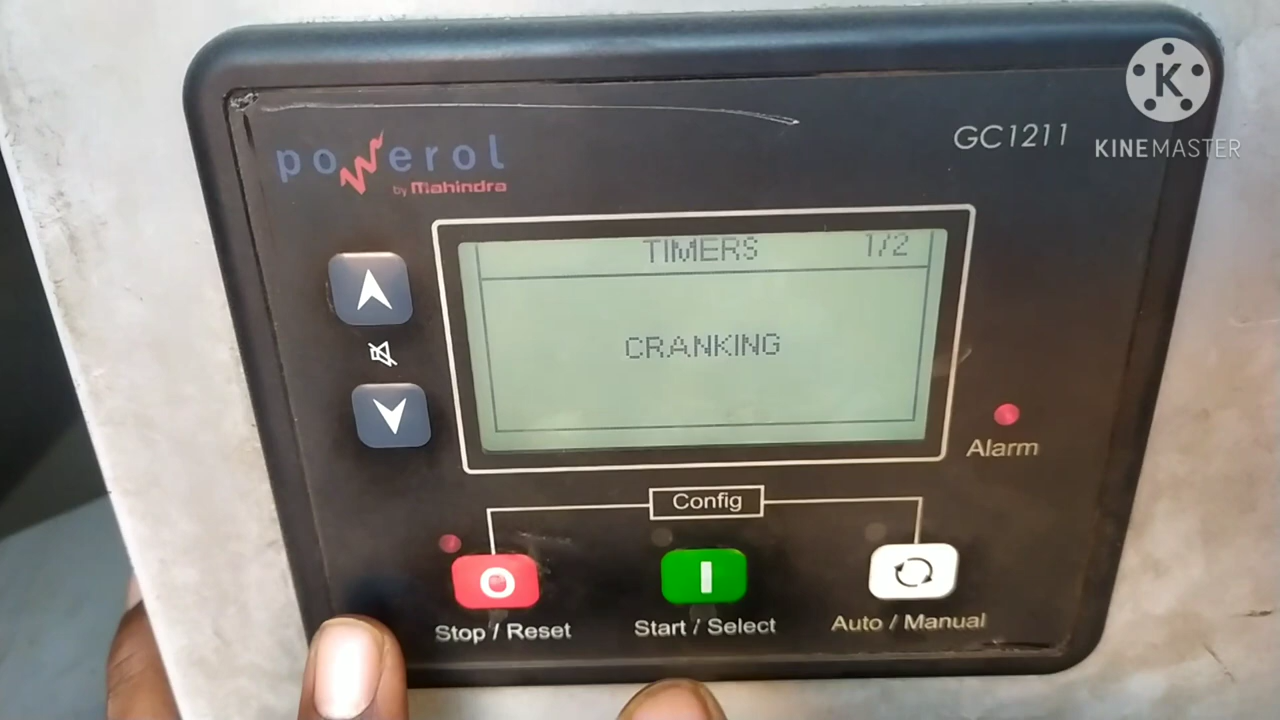 powerol
by Mahindra
GC1211
K
KINEMASTER
TIMERS 1/2
CRANKING
Alarm
Config
Stop / Reset
Start / Select
Auto / Manual